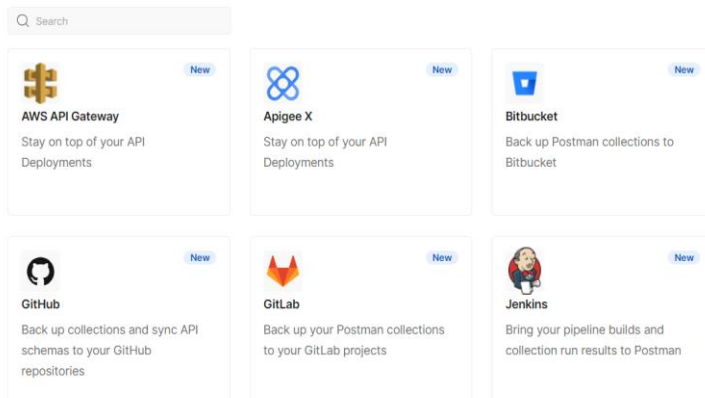 Search
New
AWS API Gateway
Stay on top of your API
Deployments
New
Apigee X
Stay on top of your API
Deployments
New
Bitbucket
Back up Postman collections to
Bitbucket
New
GitHub
Back up collections and sync API
schemas to your GitHub
repositories
New
GitLab
Back up your Postman collections
to your GitLab projects
New
Jenkins
Bring your pipeline builds and
collection run results to Postman